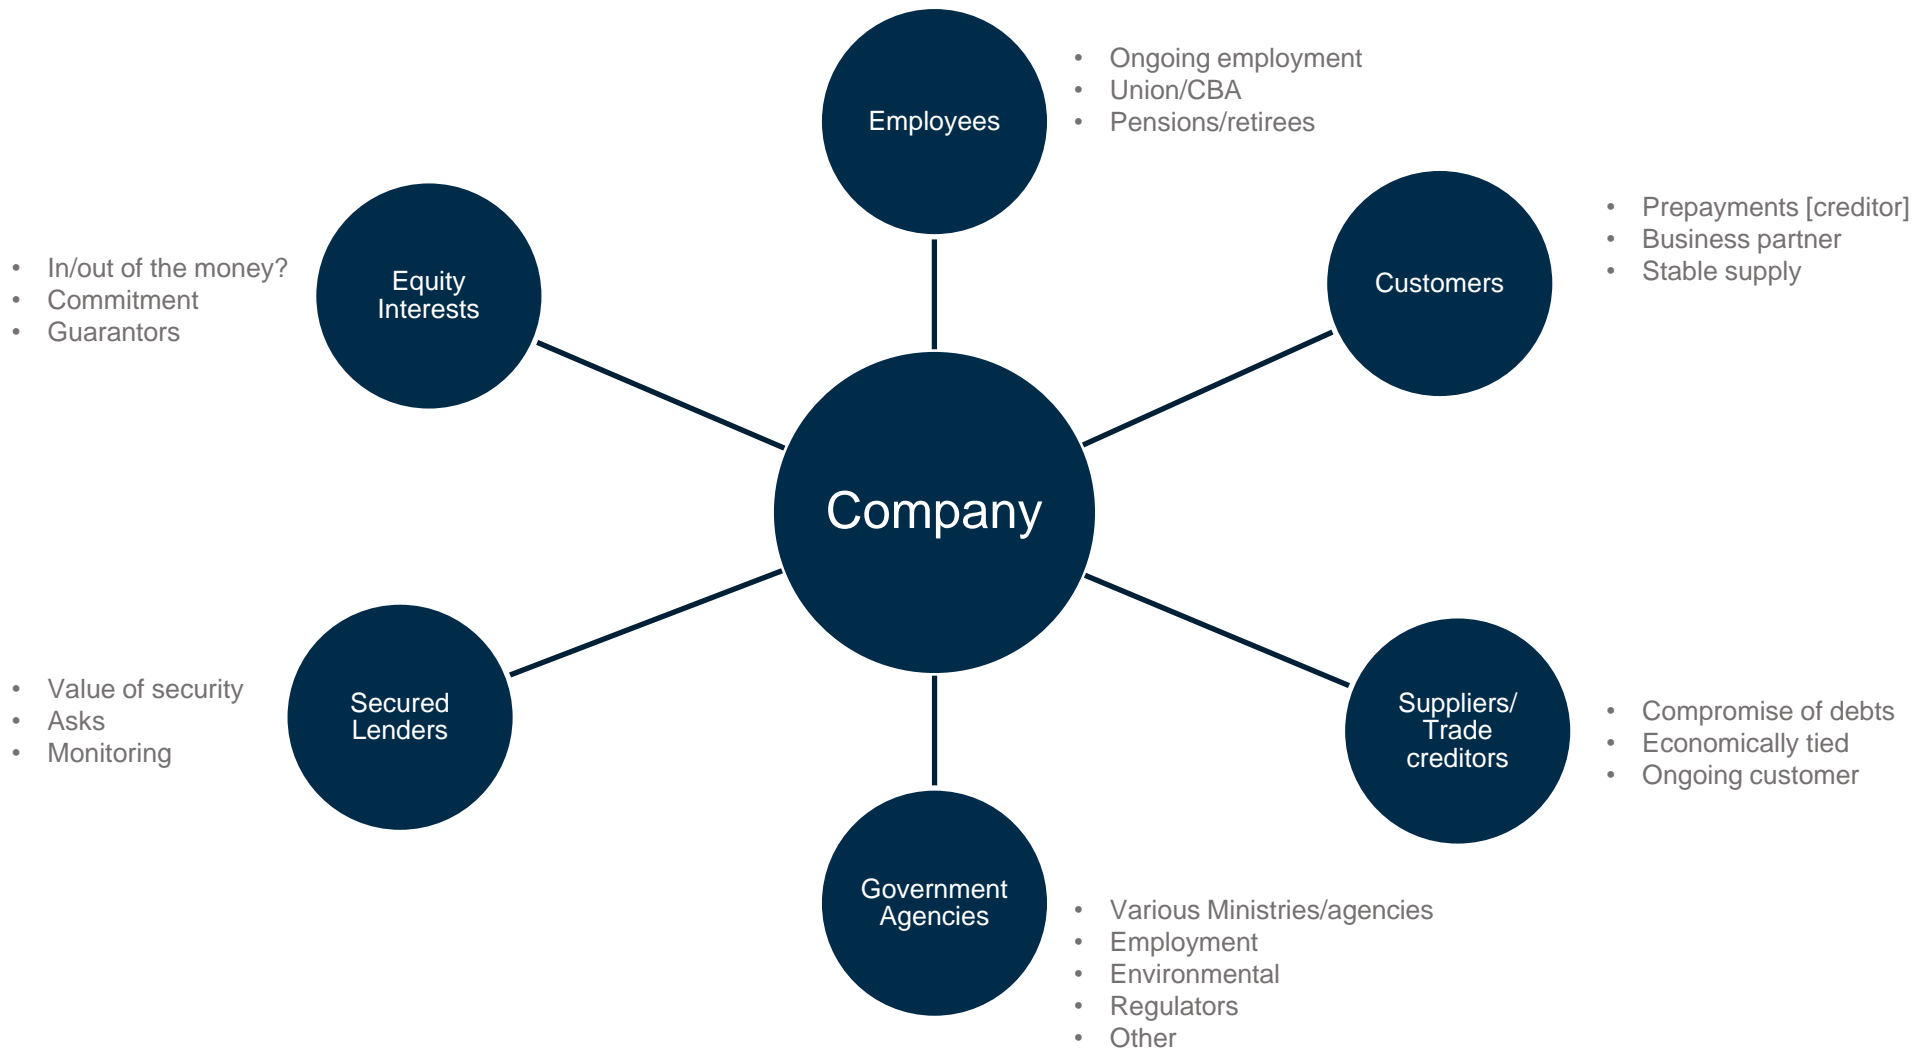 Employees
• Ongoing employment
• Union/CBA
• Pensions/retirees
Customers
• Prepayments [creditor]
• Business partner
• Stable supply
Equity
Interests
• In/out of the money?
• Commitment
• Guarantors
Company
Secured
Lenders
• Value of security
• Asks
• Monitoring
Suppliers/
Trade
creditors
• Compromise of debts
• Economically tied
• Ongoing customer
Government
Agencies
• Various Ministries/agencies
• Employment
• Environmental
• Regulators
• Other